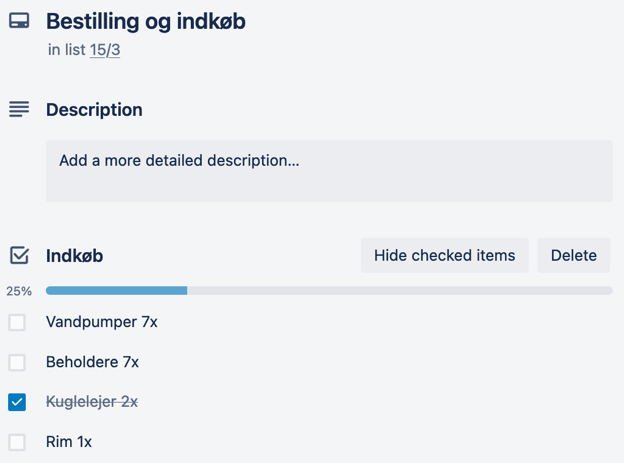 Bestilling og indkøb
in list 15/3
Description
Add a more detailed description...
Indkøb
Hide checked items
Delete
25%
Vandpumper 7x
Beholdere 7x
Kuglelejer 2x
Rim 1x